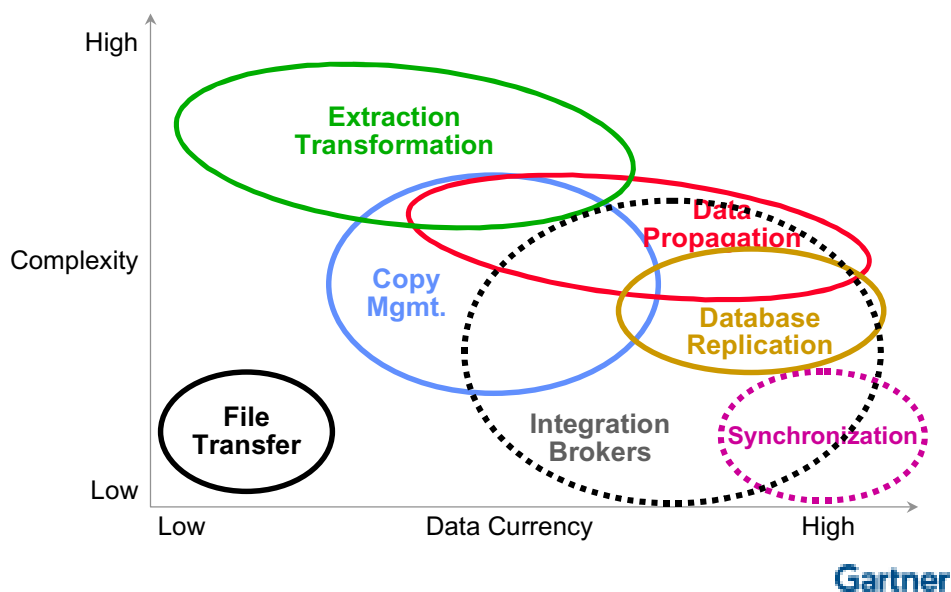 High
Extraction
Transformation
Data
Propagation
Complexity
Copy
Mgmt.
Database
Replication
File
Transfer
Integration
Brokers
Synchronization
Low
Low
Data Currency
High
Gartner